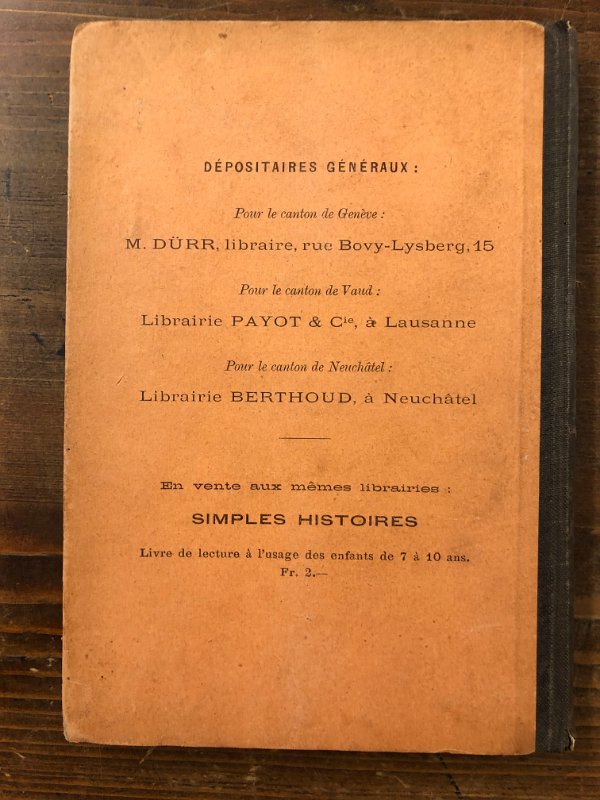 DÉPOSITAIRES GÉNÉRAUX :
Pour le canton de Genève :
M. DÜRR, libraire, rue Bovy-Lysberg, 15
Pour le canton de Vaud :
Librairie PAYOT & Cie, à Lausanne
Pour le canton de Neuchâtel :
Librairie BERTHOUD, à Neuchâtel
En vente aux mêmes librairies :
SIMPLES HISTOIRES
Livre de lecture à l'usage des enfants de 7 à 10 ans.
Fr. 2.—